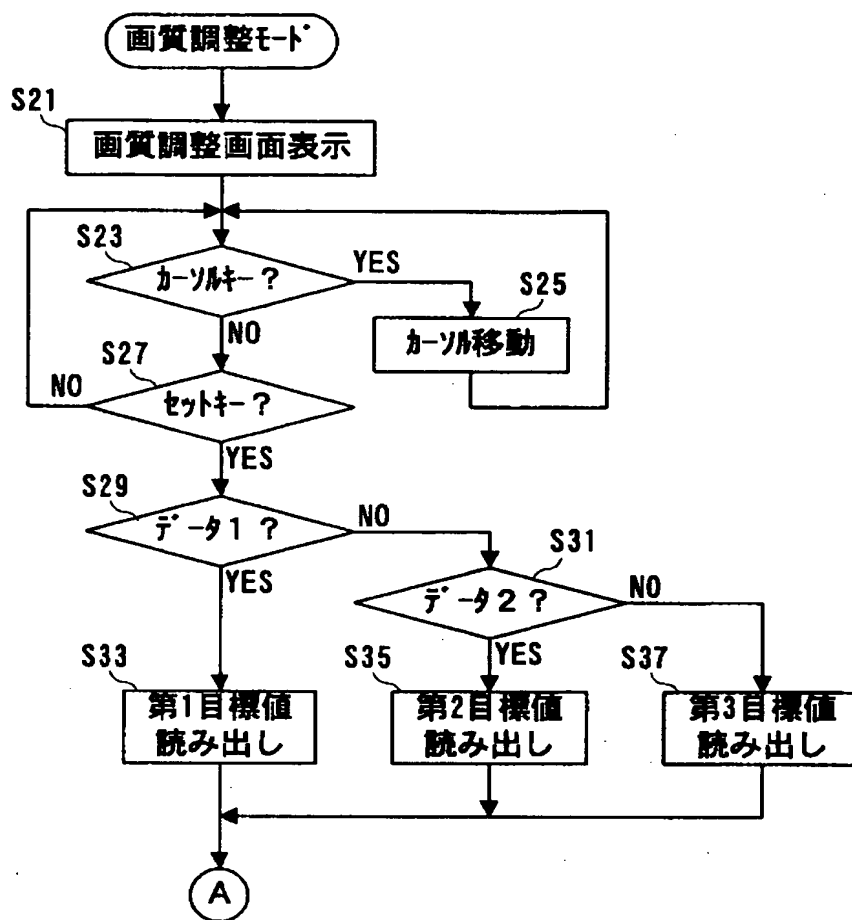 画質調整ﾓｰﾄﾞ
S21
画質調整画面表示
S23
ｶｰｿﾙｷｰ？
YES
S25
ｶｰｿﾙ移動
NO
S27
NO
ｾｯﾄｷｰ？
YES
S29
ﾃﾞｰﾀ1？
NO
S31
YES
ﾃﾞｰﾀ2？
NO
S33
S35
YES
S37
第1目標値
読み出し
第2目標値
読み出し
第3目標値
読み出し
A